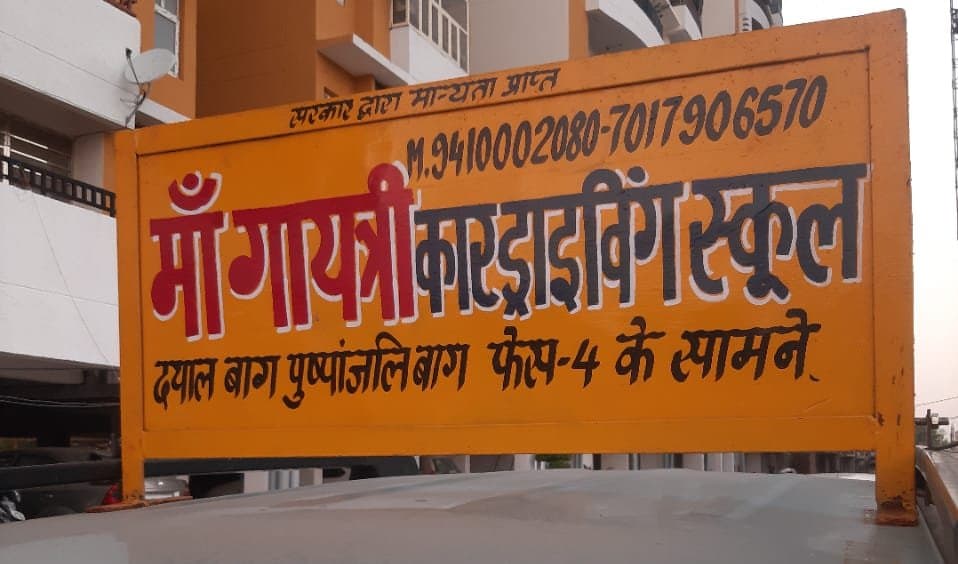 सरकार द्वारा मान्यता प्राप्त
M.9410002080-7017906570
माँ गायत्री कार ड्राइविंग स्कूल
दयाल बाग पुष्पांजलि बाग फेस-4 के सामने